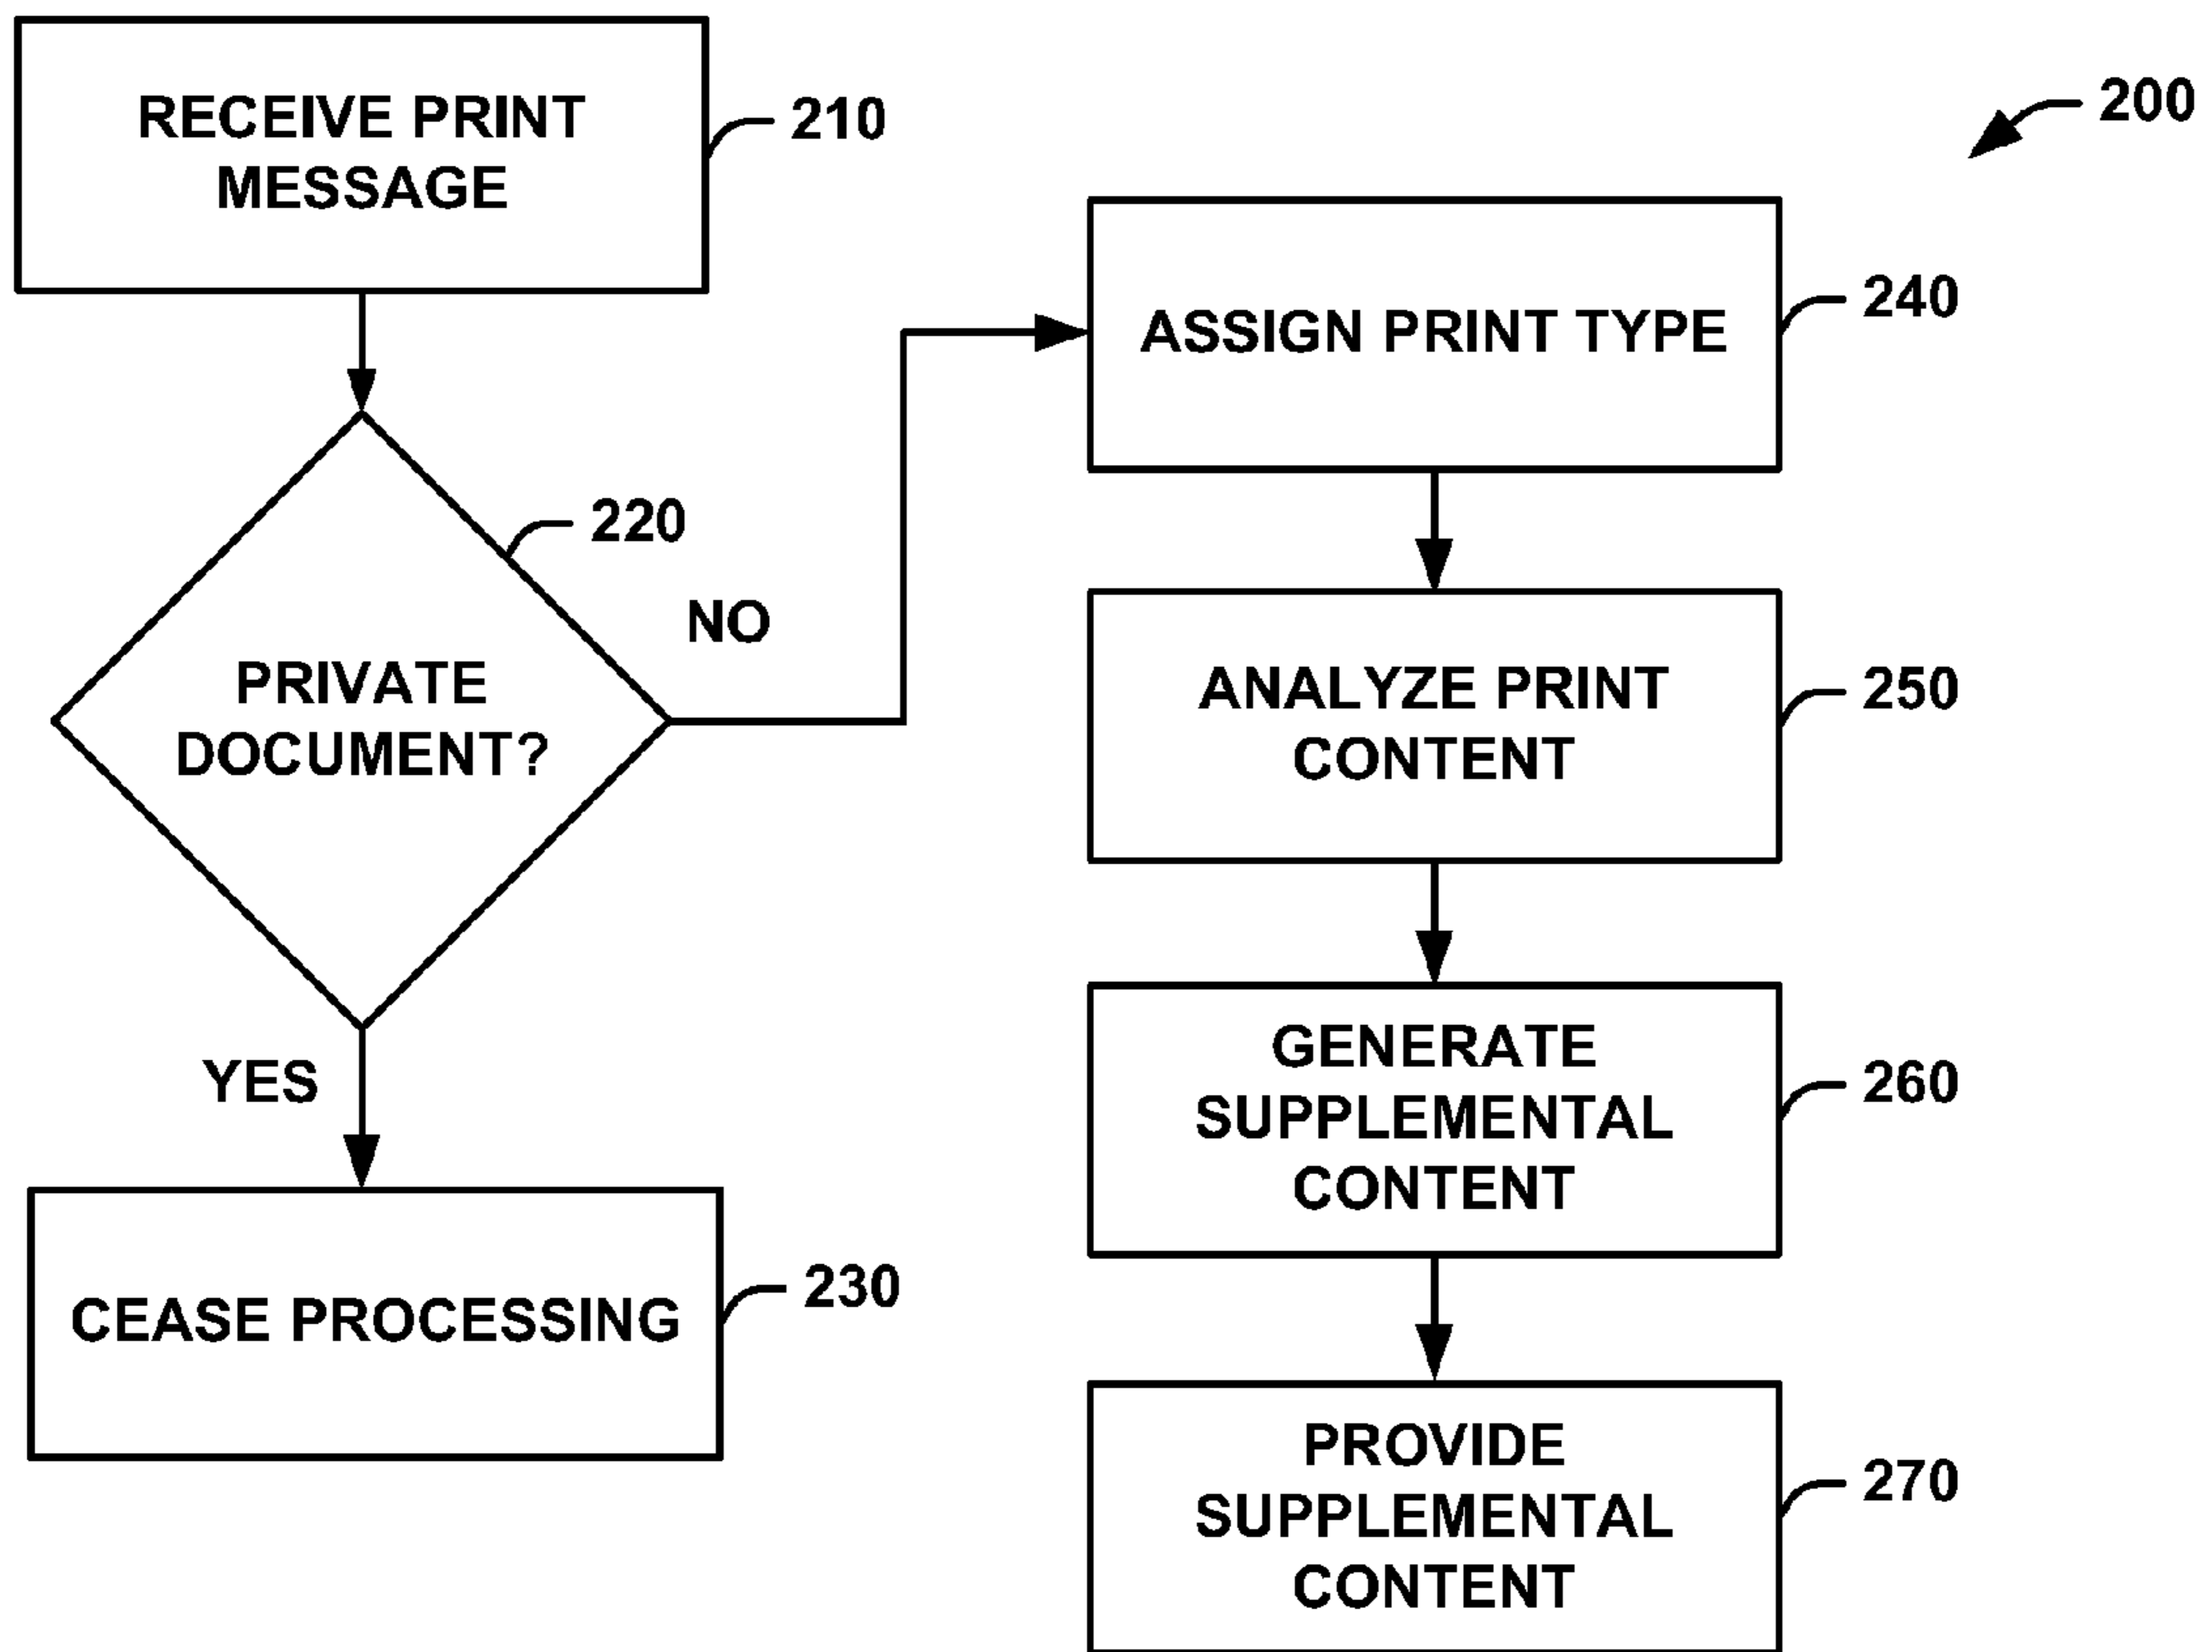 RECEIVE PRINT
MESSAGE
210
200
220
NO
PRIVATE
DOCUMENT?
YES
CEASE PROCESSING
230
ASSIGN PRINT TYPE
240
ANALYZE PRINT
CONTENT
250
GENERATE
SUPPLEMENTAL
CONTENT
260
PROVIDE
SUPPLEMENTAL
CONTENT
270